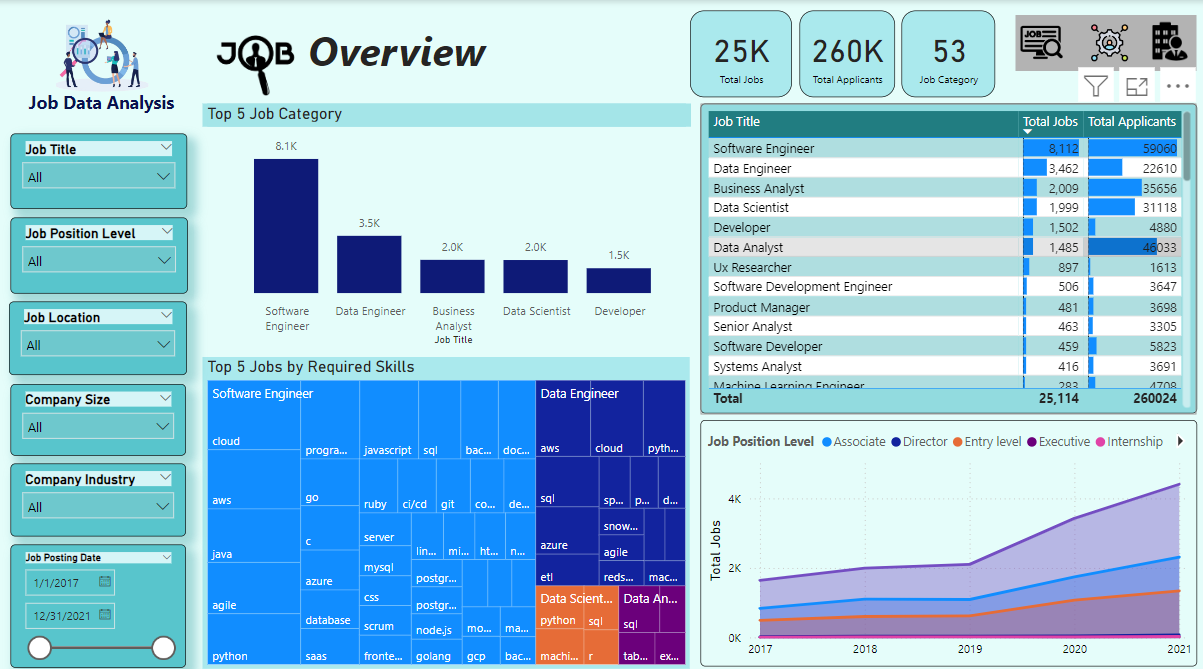 Job Data Analysis
JOB Overview
25K
Total Jobs
260K
Total Applicants
53
Job Category
JOB
Job Title
All
Job Position Level
All
Job Location
All
Company Size
All
Company Industry
All
Job Posting Date
1/1/2017
12/31/2021
Top 5 Job Category
8.1K
3.5K
2.0K
2.0K
1.5K
Software Engineer
Data Engineer
Business Analyst
Data Scientist
Developer
Job Title
Top 5 Jobs by Required Skills
Software Engineer
cloud
aws
java
agile
python
progra...
go
c
azure
database
saas
javascript
sql
bac...
doc...
ruby
ci/cd
git
co...
de...
server
mysql
css
scrum
fronte...
lin...
mi...
ht...
n...
postgr...
postgr...
node.js
mo...
ma...
golang
gcp
bac...
Data Engineer
aws
cloud
pyth...
sql
azure
etl
sp...
p...
d...
snow...
agile
reds...
mac...
Data Scient...
python
sql
machi...
r
Data An...
sql
tab...
ex...
Job Title Total Jobs Total Applicants
Software Engineer 8,112 59060
Data Engineer 3,462 22610
Business Analyst 2,009 35656
Data Scientist 1,999 31118
Developer 1,502 4880
Data Analyst 1,485 46033
Ux Researcher 897 1613
Software Development Engineer 506 3647
Product Manager 481 3698
Senior Analyst 463 3305
Software Developer 459 5823
Systems Analyst 416 3691
Machine Learning Engineer 283 4708
Total 25,114 260024
Job Position Level Associate Director Entry level Executive Internship
Total Jobs
4K
2K
0K
2017 2018 2019 2020 2021